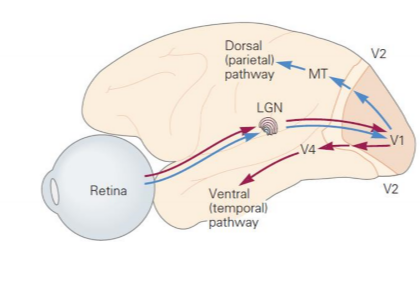 Dorsal
(parietal)
pathway
V2
MT
LGN
V1
V4
Retina
V2
Ventral
(temporal)
pathway